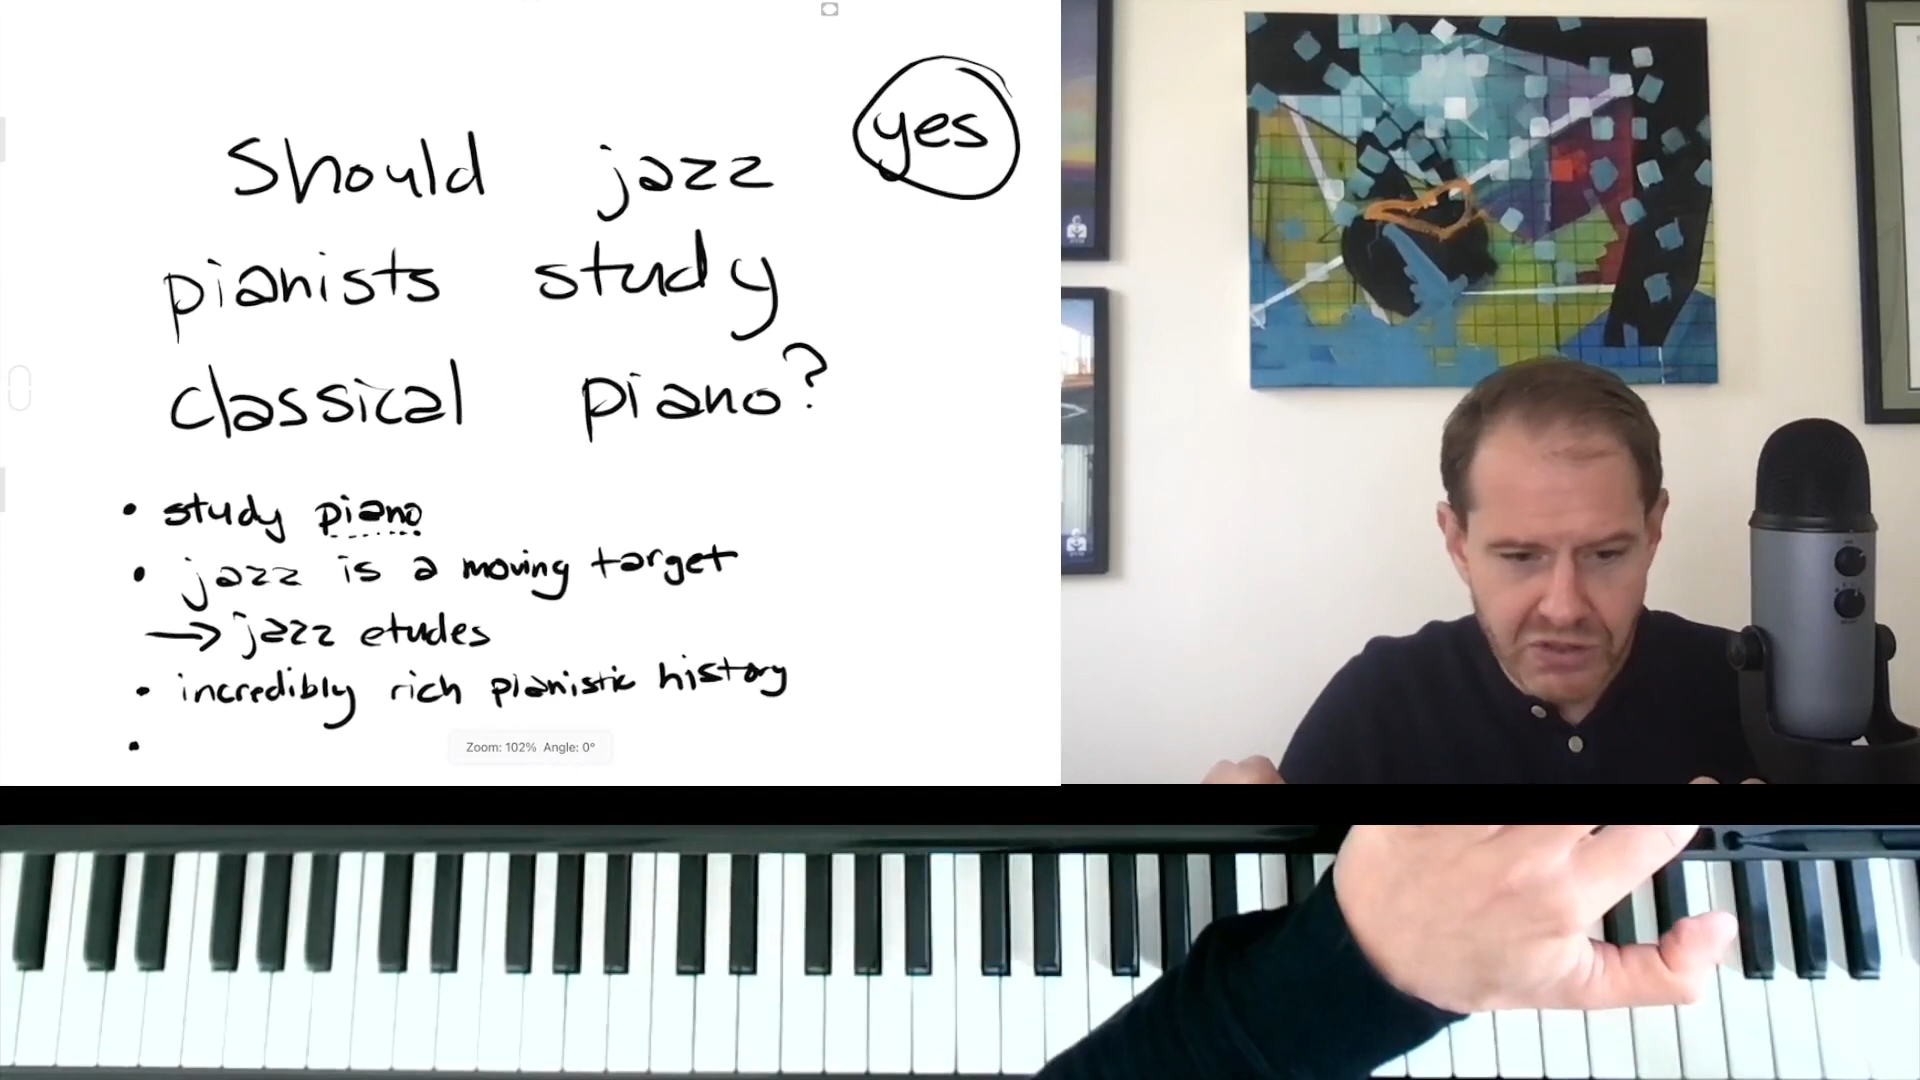 Should jazz
pianists study
classical piano?
yes
• study piano
• jazz is a moving target
→ jazz etudes
• incredibly rich pianistic history
•
Zoom: 102% Angle: 0°